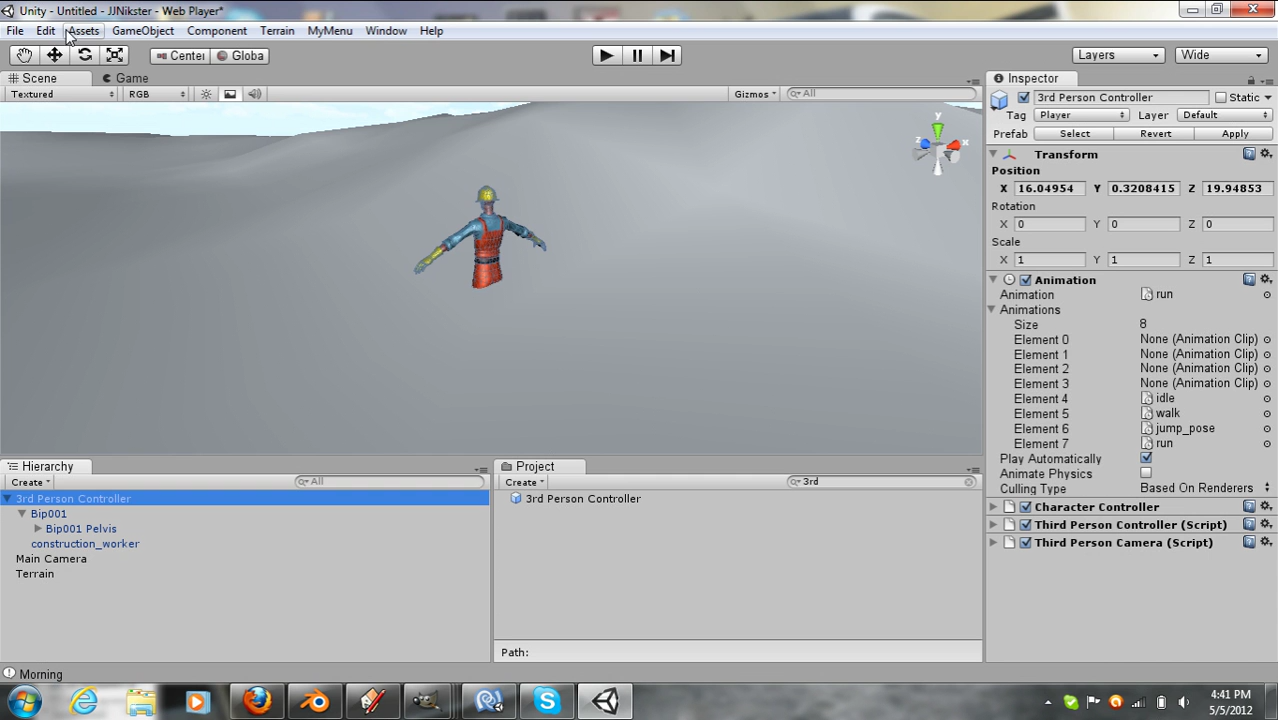 Unity - Untitled - JJNikster - Web Player*
File Edit Assets GameObject Component Terrain MyMenu Window Help
Center Globa Layers Wide
Scene Game
Textured RGB Gizmos All
y
z x
Inspector
3rd Person Controller Static
Tag Player Layer Default
Prefab Select Revert Apply
Transform
Position
X 16.04954 Y 0.3208415 Z 19.94853
Rotation
X 0 Y 0 Z 0
Scale
X 1 Y 1 Z 1
Animation
Animation run
Animations
Size 8
Element 0 None (Animation Clip)
Element 1 None (Animation Clip)
Element 2 None (Animation Clip)
Element 3 None (Animation Clip)
Element 4 idle
Element 5 walk
Element 6 jump_pose
Element 7 run
Play Automatically
Animate Physics
Culling Type Based On Renderers
Character Controller
Third Person Controller (Script)
Third Person Camera (Script)
Hierarchy
Create All
3rd Person Controller
Bip001
Bip001 Pelvis
construction_worker
Main Camera
Terrain
Project
Create 3rd
3rd Person Controller
Path:
Morning
4:41 PM
5/5/2012